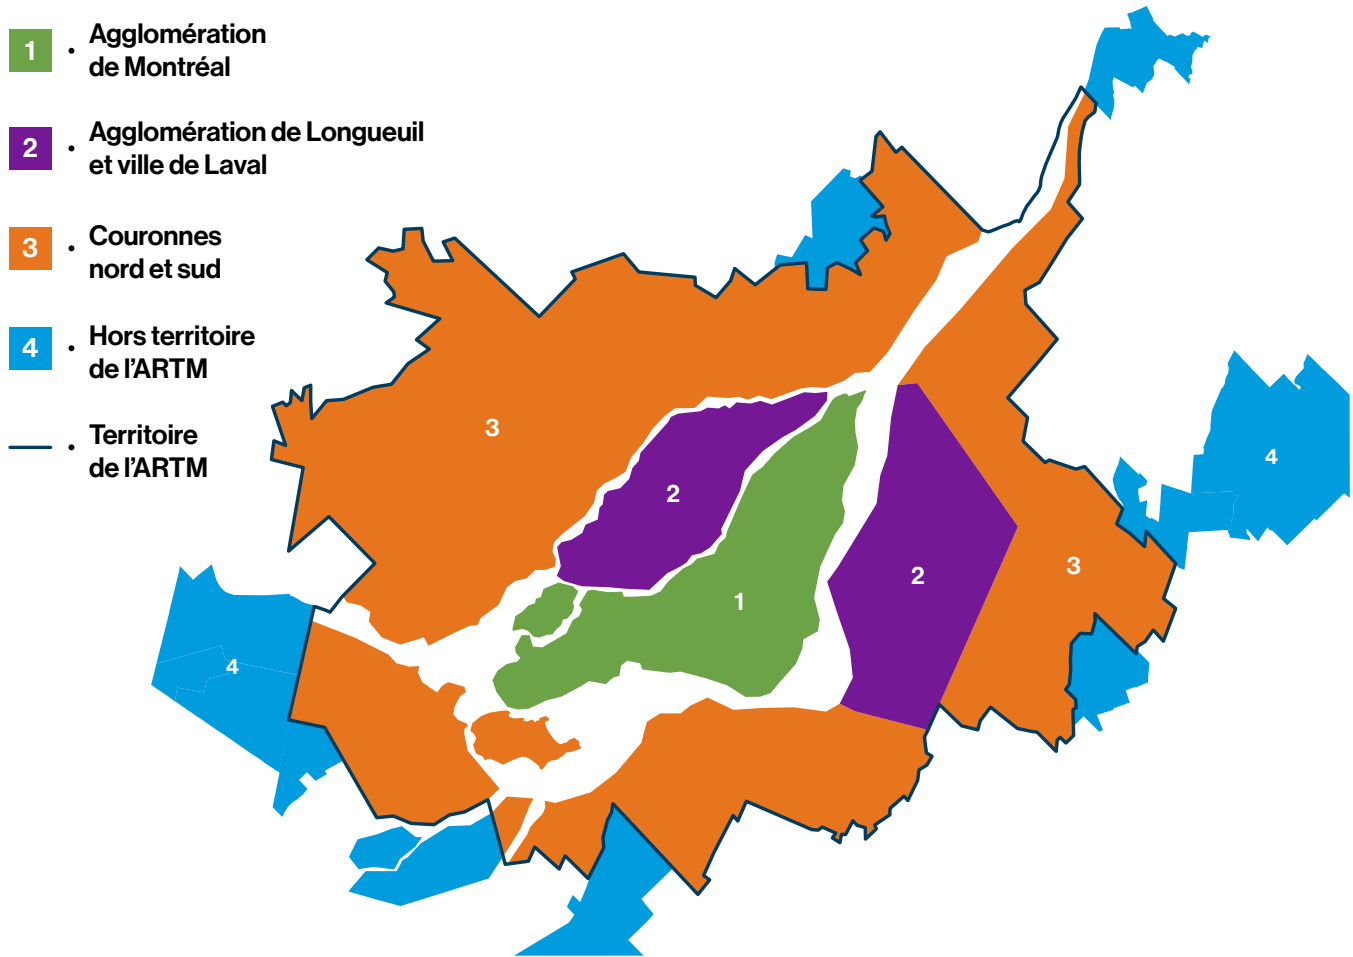 1 • Agglomération
de Montréal
2 • Agglomération de Longueuil
et ville de Laval
3 • Couronnes
nord et sud
4 • Hors territoire
de l’ARTM
• Territoire
de l’ARTM
3
2
4
1
2
3
4